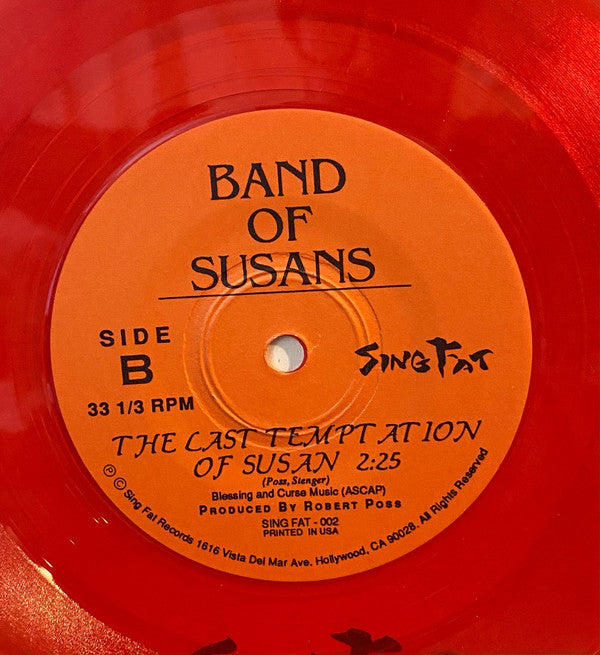 BAND
OF
SUSANS
SIDE
B
33 1/3 RPM
SING FAT
THE LAST TEMPTATION
OF SUSAN 2:25
(Poss, Stenger)
Blessing and Curse Music (ASCAP)
PRODUCED BY ROBERT POSS
SING FAT - 002
PRINTED IN USA
Ⓟ © Sing Fat Records 1616 Vista Del Mar Ave. Hollywood, CA 90028. All Rights Reserved